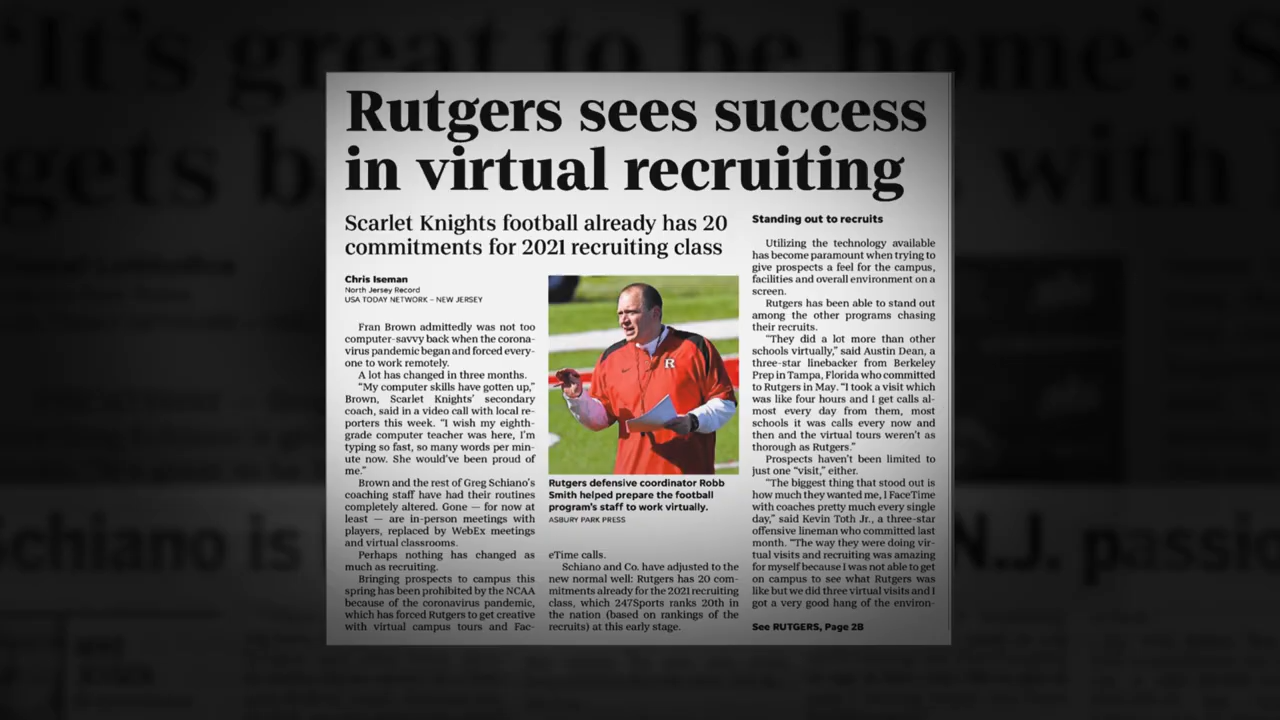 'It's great to be home': S
gets b
with
Schiano is
N.J. passio
Rutgers sees success
in virtual recruiting
Scarlet Knights football already has 20
commitments for 2021 recruiting class
Chris Iseman
North Jersey Record
USA TODAY NETWORK – NEW JERSEY
Fran Brown admittedly was not too
computer-savvy back when the corona-
virus pandemic began and forced every-
one to work remotely.
A lot has changed in three months.
"My computer skills have gotten up,"
Brown, Scarlet Knights' secondary
coach, said in a video call with local re-
porters this week. "I wish my eighth-
grade computer teacher was here, I'm
typing so fast, so many words per min-
ute now. She would've been proud of
me."
Brown and the rest of Greg Schiano's
coaching staff have had their routines
completely altered. Gone — for now at
least — are in-person meetings with
players, replaced by WebEx meetings
and virtual classrooms.
Perhaps nothing has changed as
much as recruiting.
Bringing prospects to campus this
spring has been prohibited by the NCAA
because of the coronavirus pandemic,
which has forced Rutgers to get creative
with virtual campus tours and Fac-
R
Rutgers defensive coordinator Robb
Smith helped prepare the football
program's staff to work virtually.
ASBURY PARK PRESS
eTime calls.
Schiano and Co. have adjusted to the
new normal well: Rutgers has 20 com-
mitments already for the 2021 recruiting
class, which 247Sports ranks 20th in
the nation (based on rankings of the
recruits) at this early stage.
Standing out to recruits
Utilizing the technology available
has become paramount when trying to
give prospects a feel for the campus,
facilities and overall environment on a
screen.
Rutgers has been able to stand out
among the other programs chasing
their recruits.
"They did a lot more than other
schools virtually," said Austin Dean, a
three-star linebacker from Berkeley
Prep in Tampa, Florida who committed
to Rutgers in May. "I took a visit which
was like four hours and I get calls al-
most every day from them, most
schools it was calls every now and
then and the virtual tours weren't as
thorough as Rutgers."
Prospects haven't been limited to
just one "visit," either.
"The biggest thing that stood out is
how much they wanted me, I FaceTime
with coaches pretty much every single
day," said Kevin Toth Jr., a three-star
offensive lineman who committed last
month. "The way they were doing vir-
tual visits and recruiting was amazing
for myself because I was not able to get
on campus to see what Rutgers was
like but we did three virtual visits and I
got a very good hang of the environ-
See RUTGERS, Page 2B